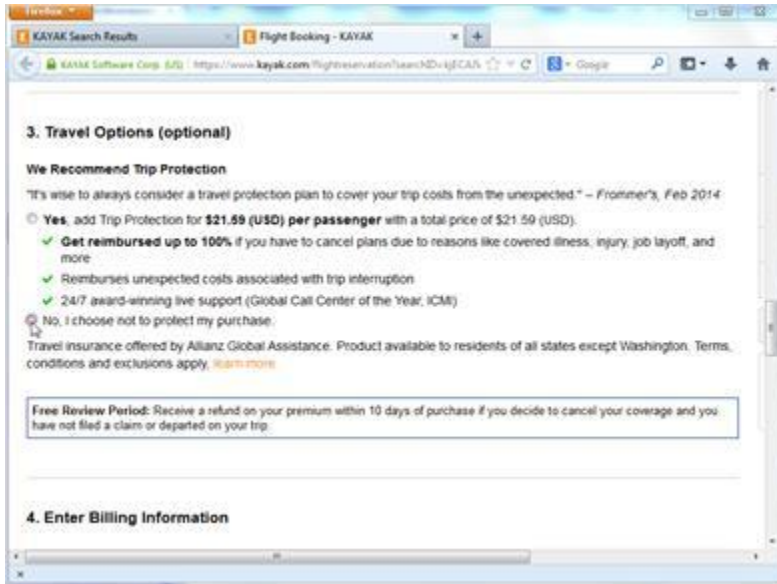 Firefox
KAYAK Search Results
Flight Booking - KAYAK
KAYAK Software Corp. (US) https://www.kayak.com/flightreservation?searchID=
Google
3. Travel Options (optional)
We Recommend Trip Protection
"It's wise to always consider a travel protection plan to cover your trip costs from the unexpected." – Frommer's, Feb 2014
Yes, add Trip Protection for $21.59 (USD) per passenger with a total price of $21.59 (USD).
Get reimbursed up to 100% if you have to cancel plans due to reasons like covered illness, injury, job layoff, and
more
Reimburses unexpected costs associated with trip interruption
24/7 award-winning live support (Global Call Center of the Year, ICMI)
No, I choose not to protect my purchase.
Travel insurance offered by Allianz Global Assistance. Product available to residents of all states except Washington. Terms,
conditions and exclusions apply, learn more
Free Review Period: Receive a refund on your premium within 10 days of purchase if you decide to cancel your coverage and you
have not filed a claim or departed on your trip.
4. Enter Billing Information